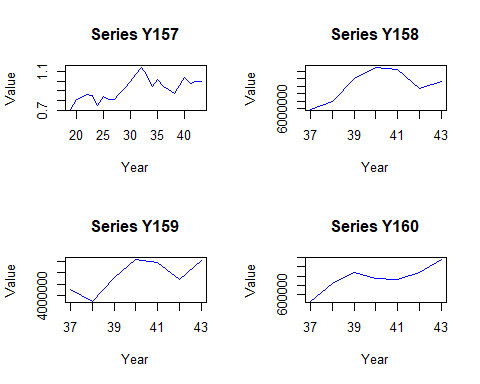 Series Y157
Value
0.7 1.1
20 25 30 35 40
Year
Series Y158
Value
6000000
37 39 41 43
Year
Series Y159
Value
4000000
37 39 41 43
Year
Series Y160
Value
600000
37 39 41 43
Year